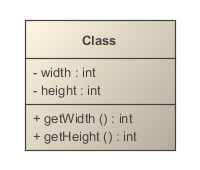 Class
- width : int
- height : int
+ getWidth () : int
+ getHeight () : int